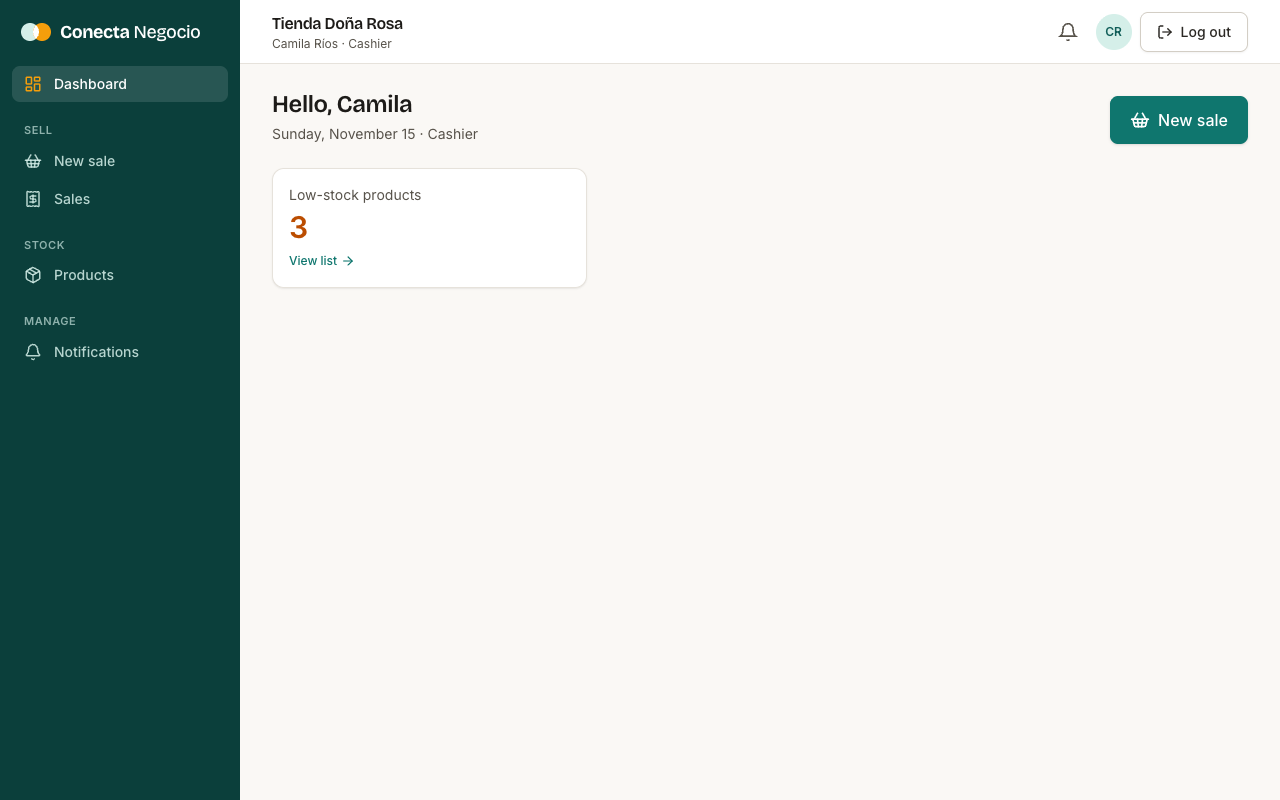 Conecta Negocio
Dashboard
SELL
New sale
Sales
STOCK
Products
MANAGE
Notifications
Tienda Doña Rosa
Camila Ríos · Cashier
CR
Log out
Hello, Camila
Sunday, November 15 · Cashier
New sale
Low-stock products
3
View list →